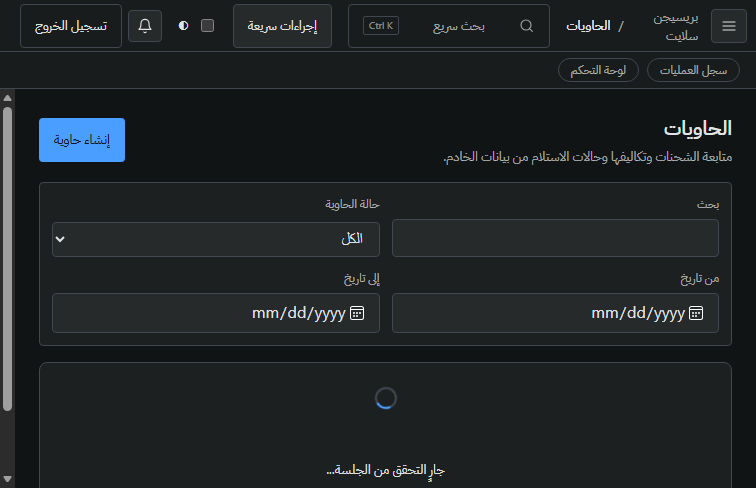 بريسيجن
سلايت
/
الحاويات
بحث سريع
Ctrl K
إجراءات سريعة
تسجيل الخروج
سجل العمليات
لوحة التحكم
الحاويات
إنشاء حاوية
متابعة الشحنات وتكاليفها وحالات الاستلام من بيانات الخادم.
بحث
حالة الحاوية
الكل
من تاريخ
إلى تاريخ
mm/dd/yyyy
mm/dd/yyyy
جارٍ التحقق من الجلسة...